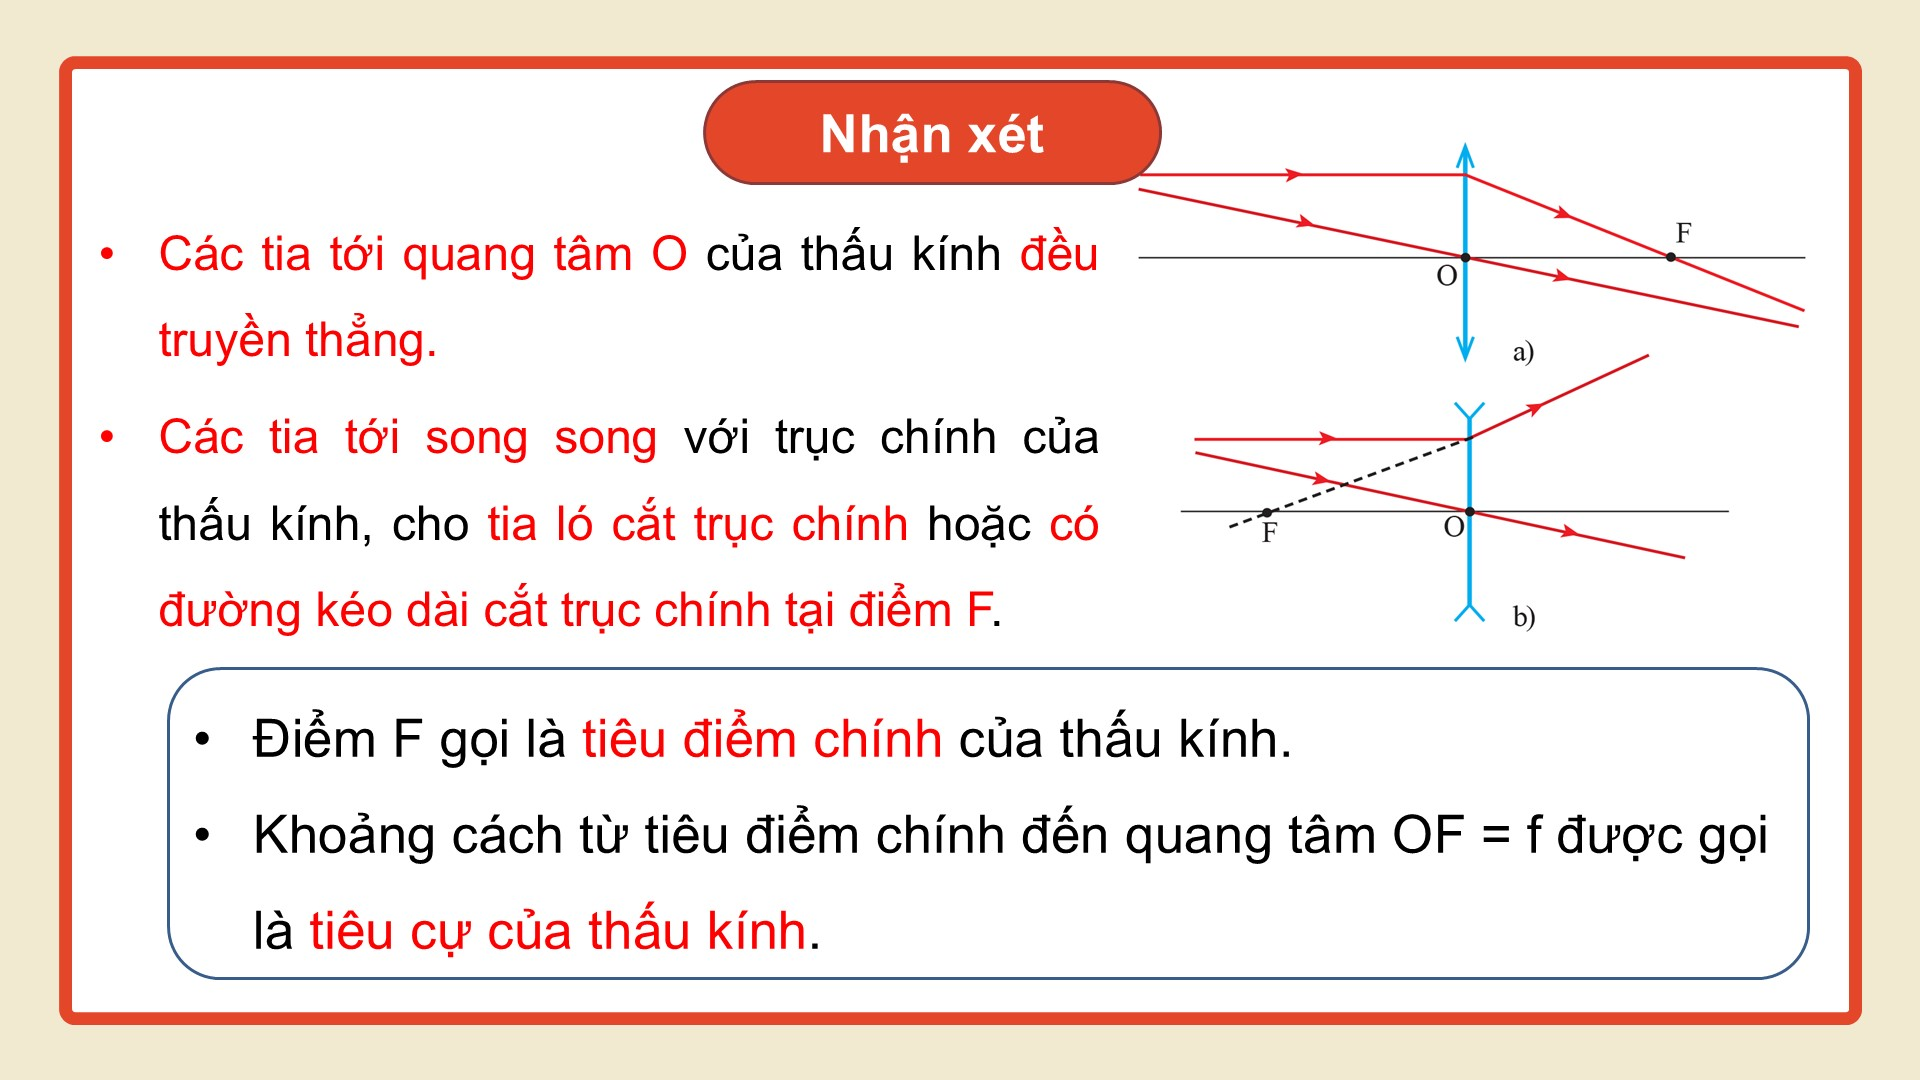 Nhận xét
• Các tia tới quang tâm O của thấu kính đều
truyền thẳng.
• Các tia tới song song với trục chính của
thấu kính, cho tia ló cắt trục chính hoặc có
đường kéo dài cắt trục chính tại điểm F.
F
O
a)
F
O
b)
• Điểm F gọi là tiêu điểm chính của thấu kính.
• Khoảng cách từ tiêu điểm chính đến quang tâm OF = f được gọi
là tiêu cự của thấu kính.